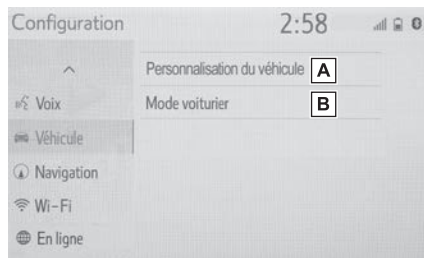 Configuration 2:58
Personnalisation du véhicule A
Voix
Mode voiturier B
Véhicule
Navigation
Wi-Fi
En ligne